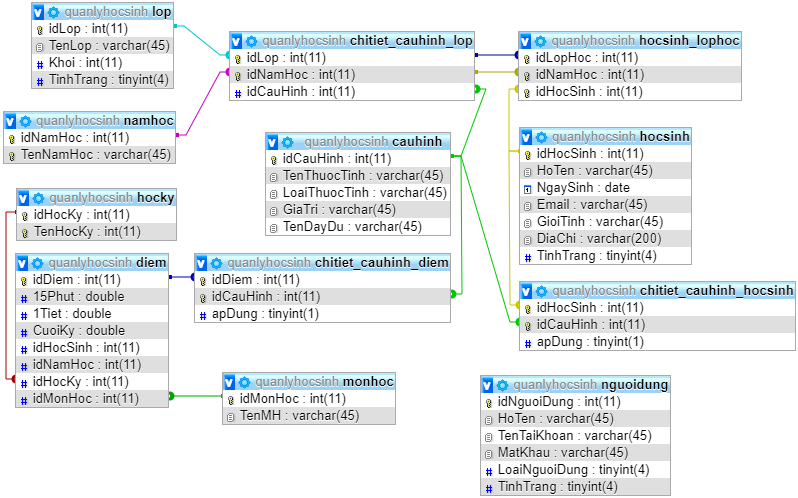 quanlyhocsinh lop
idLop : int(11)
TenLop : varchar(45)
Khoi : int(11)
TinhTrang : tinyint(4)
quanlyhocsinh chitiet_cauhinh_lop
idLop : int(11)
idNamHoc : int(11)
idCauHinh : int(11)
quanlyhocsinh hocsinh_lophoc
idLopHoc : int(11)
idNamHoc : int(11)
idHocSinh : int(11)
quanlyhocsinh namhoc
idNamHoc : int(11)
TenNamHoc : varchar(45)
quanlyhocsinh cauhinh
idCauHinh : int(11)
TenThuocTinh : varchar(45)
LoaiThuocTinh : varchar(45)
GiaTri : varchar(45)
TenDayDu : varchar(45)
quanlyhocsinh hocsinh
idHocSinh : int(11)
HoTen : varchar(45)
NgaySinh : date
Email : varchar(45)
GioiTinh : varchar(45)
DiaChi : varchar(200)
TinhTrang : tinyint(4)
quanlyhocsinh hocky
idHocKy : int(11)
TenHocKy : int(11)
quanlyhocsinh diem
idDiem : int(11)
15Phut : double
1Tiet : double
CuoiKy : double
idHocSinh : int(11)
idNamHoc : int(11)
idHocKy : int(11)
idMonHoc : int(11)
quanlyhocsinh chitiet_cauhinh_diem
idDiem : int(11)
idCauHinh : int(11)
apDung : tinyint(1)
quanlyhocsinh chitiet_cauhinh_hocsinh
idHocSinh : int(11)
idCauHinh : int(11)
apDung : tinyint(1)
quanlyhocsinh monhoc
idMonHoc : int(11)
TenMH : varchar(45)
quanlyhocsinh nguoidung
idNguoiDung : int(11)
HoTen : varchar(45)
TenTaiKhoan : varchar(45)
MatKhau : varchar(45)
LoaiNguoiDung : tinyint(4)
TinhTrang : tinyint(4)